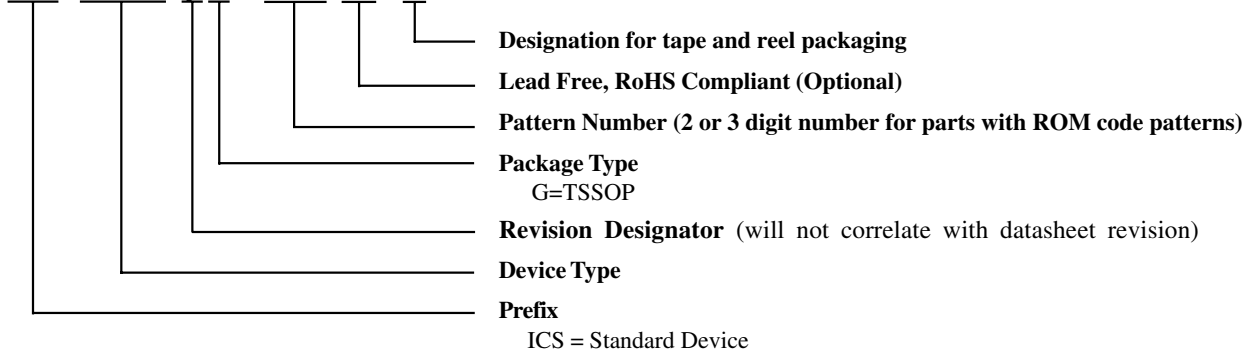 Designation for tape and reel packaging
Lead Free, RoHS Compliant (Optional)
Pattern Number (2 or 3 digit number for parts with ROM code patterns)
Package Type
G=TSSOP
Revision Designator (will not correlate with datasheet revision)
Device Type
Prefix
ICS = Standard Device